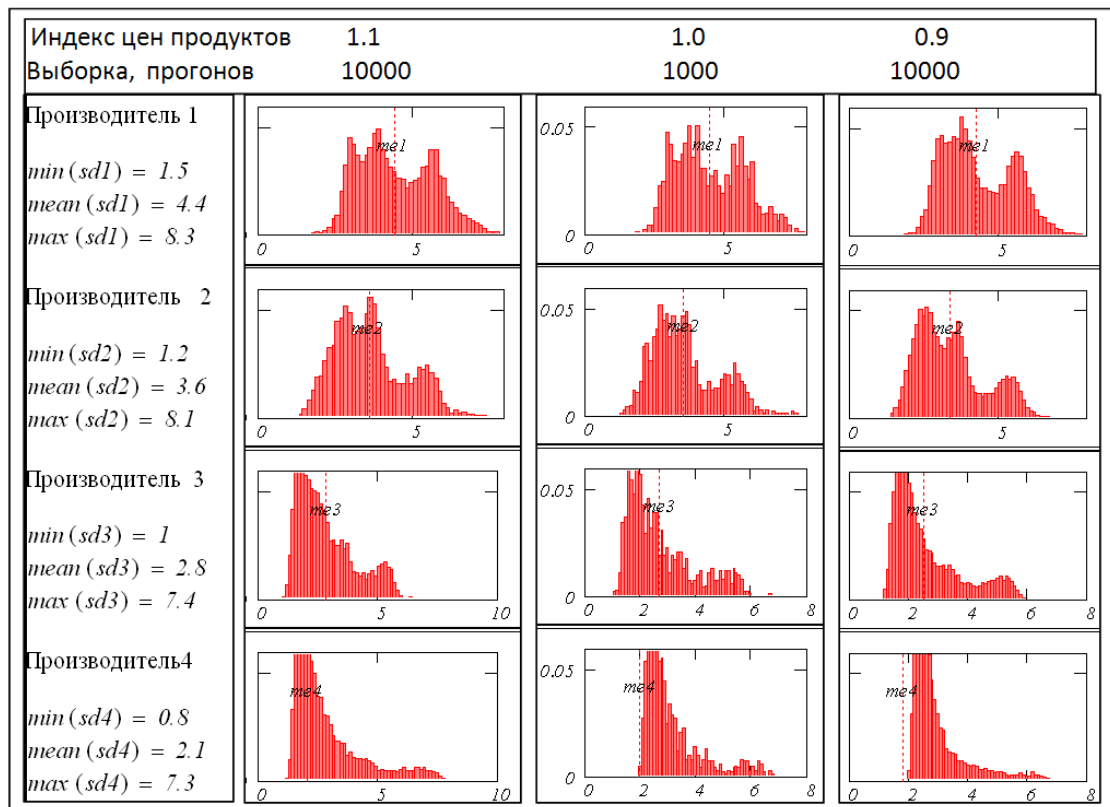 Индекс цен продуктов 1.1 1.0 0.9
Выборка, прогонов 10000 1000 10000
Производитель 1
min (sd1) = 1.5
mean (sd1) = 4.4
max (sd1) = 8.3
me1
0 5
0.05
me1
0
0 5
me1
0 5
Производитель 2
min (sd2) = 1.2
mean (sd2) = 3.6
max (sd2) = 8.1
me2
0 5
0.05
me2
0
0 5
me2
0 5
Производитель 3
min (sd3) = 1
mean (sd3) = 2.8
max (sd3) = 7.4
me3
0 5 10
0.05
me3
0
0 2 4 6 8
me3
0 2 4 6 8
Производитель4
min (sd4) = 0.8
mean (sd4) = 2.1
max (sd4) = 7.3
me4
0 5 10
0.05
me4
0
0 2 4 6 8
me4
0 2 4 6 8